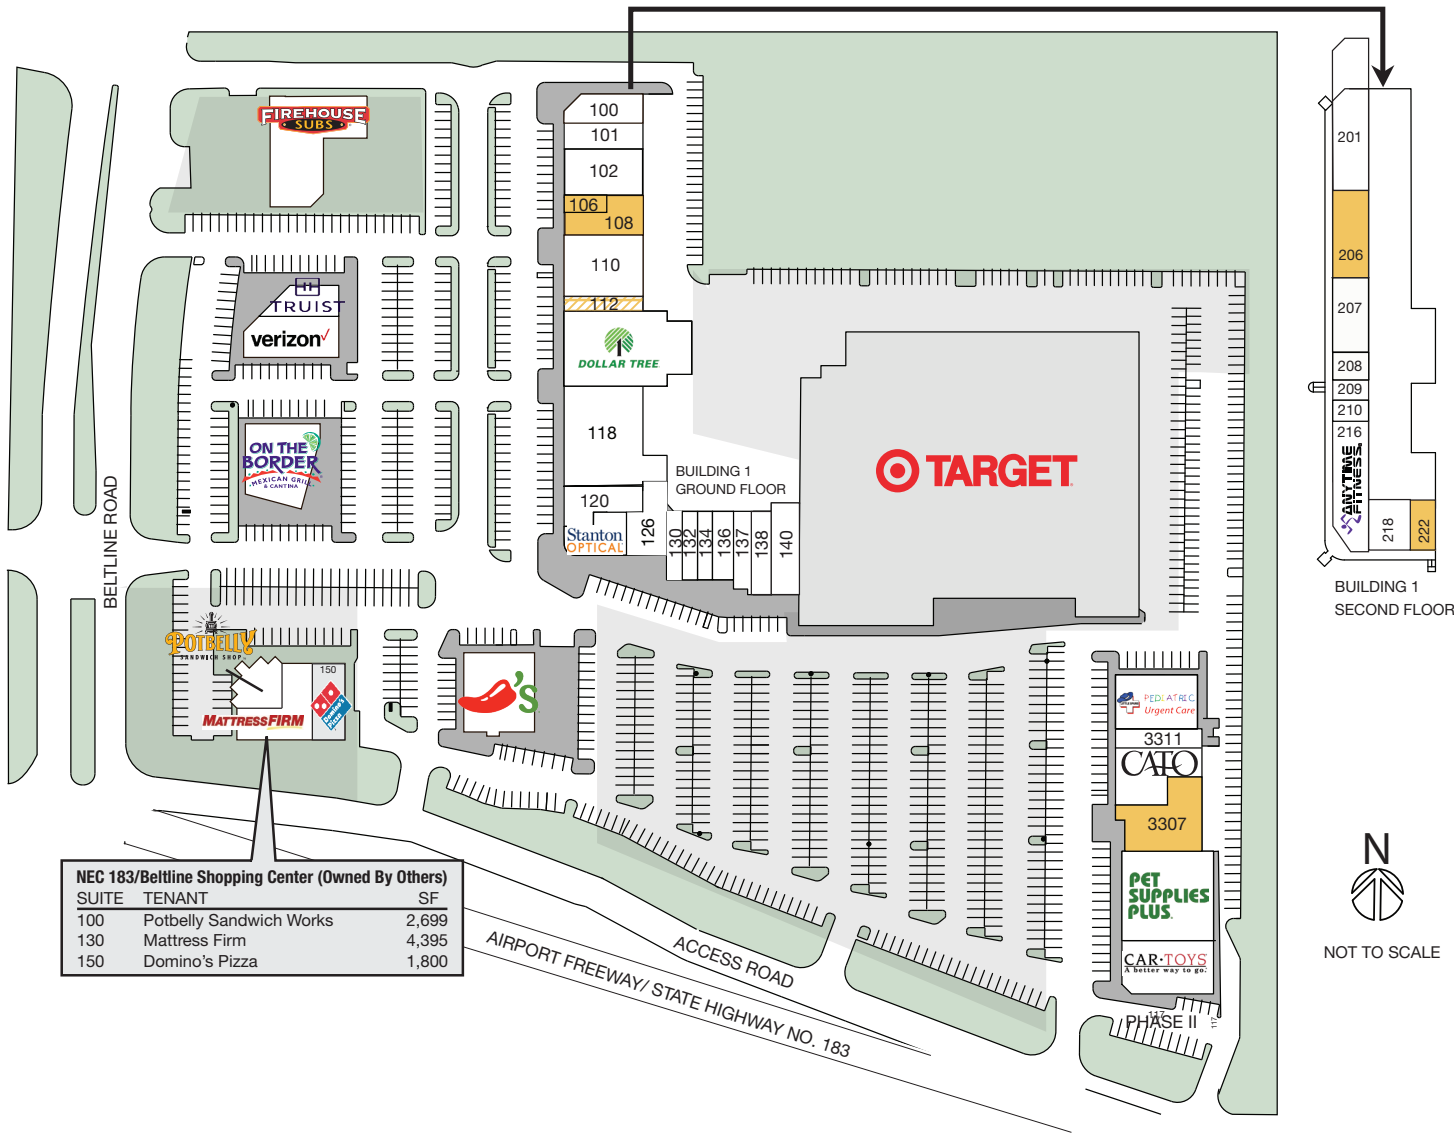 FIREHOUSE
SUBS
TRUIST
verizon✓
ON THE
BORDER
MEXICAN GRILL
& CANTINA
BELTLINE ROAD
100
101
102
106
108
110
112
DOLLAR TREE
118
120
Stanton
OPTICAL
126
130
132
134
136
137
138
140
BUILDING 1
GROUND FLOOR
TARGET
201
206
207
208
209
210
216
ANYTIME
FITNESS
218
222
BUILDING 1
SECOND FLOOR
POTBELLY
SANDWICH SHOP
150
MATTRESSFIRM
Domino's
Pizza
'S
PEDIATRIC
Urgent Care
3311
CATO
3307
PET
SUPPLIES
PLUS
CAR•TOYS
A better way to go.
PHASE II
117
117
N
NOT TO SCALE
NEC 183/Beltline Shopping Center (Owned By Others)
SUITE TENANT SF
100 Potbelly Sandwich Works 2,699
130 Mattress Firm 4,395
150 Domino's Pizza 1,800
ACCESS ROAD
AIRPORT FREEWAY/ STATE HIGHWAY NO. 183